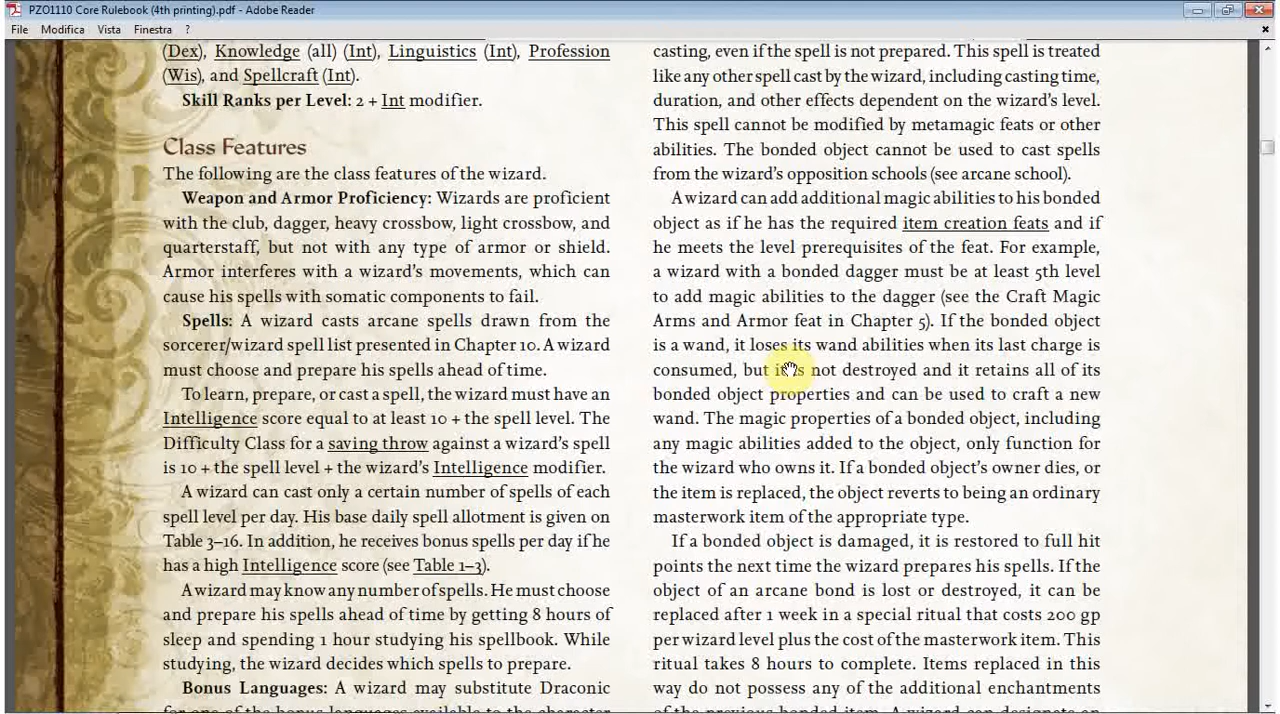 PZO1110 Core Rulebook (4th printing).pdf - Adobe Reader
File Modifica Vista Finestra ?
(Dex), Knowledge (all) (Int), Linguistics (Int), Profession
(Wis), and Spellcraft (Int).
Skill Ranks per Level: 2 + Int modifier.
Class Features
The following are the class features of the wizard.
Weapon and Armor Proficiency: Wizards are proficient
with the club, dagger, heavy crossbow, light crossbow, and
quarterstaff, but not with any type of armor or shield.
Armor interferes with a wizard's movements, which can
cause his spells with somatic components to fail.
Spells: A wizard casts arcane spells drawn from the
sorcerer/wizard spell list presented in Chapter 10. A wizard
must choose and prepare his spells ahead of time.
To learn, prepare, or cast a spell, the wizard must have an
Intelligence score equal to at least 10 + the spell level. The
Difficulty Class for a saving throw against a wizard's spell
is 10 + the spell level + the wizard's Intelligence modifier.
A wizard can cast only a certain number of spells of each
spell level per day. His base daily spell allotment is given on
Table 3–16. In addition, he receives bonus spells per day if he
has a high Intelligence score (see Table 1–3).
A wizard may know any number of spells. He must choose
and prepare his spells ahead of time by getting 8 hours of
sleep and spending 1 hour studying his spellbook. While
studying, the wizard decides which spells to prepare.
Bonus Languages: A wizard may substitute Draconic
for one of the bonus languages available to the character
casting, even if the spell is not prepared. This spell is treated
like any other spell cast by the wizard, including casting time,
duration, and other effects dependent on the wizard's level.
This spell cannot be modified by metamagic feats or other
abilities. The bonded object cannot be used to cast spells
from the wizard's opposition schools (see arcane school).
A wizard can add additional magic abilities to his bonded
object as if he has the required item creation feats and if
he meets the level prerequisites of the feat. For example,
a wizard with a bonded dagger must be at least 5th level
to add magic abilities to the dagger (see the Craft Magic
Arms and Armor feat in Chapter 5). If the bonded object
is a wand, it loses its wand abilities when its last charge is
consumed, but it is not destroyed and it retains all of its
bonded object properties and can be used to craft a new
wand. The magic properties of a bonded object, including
any magic abilities added to the object, only function for
the wizard who owns it. If a bonded object's owner dies, or
the item is replaced, the object reverts to being an ordinary
masterwork item of the appropriate type.
If a bonded object is damaged, it is restored to full hit
points the next time the wizard prepares his spells. If the
object of an arcane bond is lost or destroyed, it can be
replaced after 1 week in a special ritual that costs 200 gp
per wizard level plus the cost of the masterwork item. This
ritual takes 8 hours to complete. Items replaced in this
way do not possess any of the additional enchantments
of the previous bonded item. A wizard can designate an